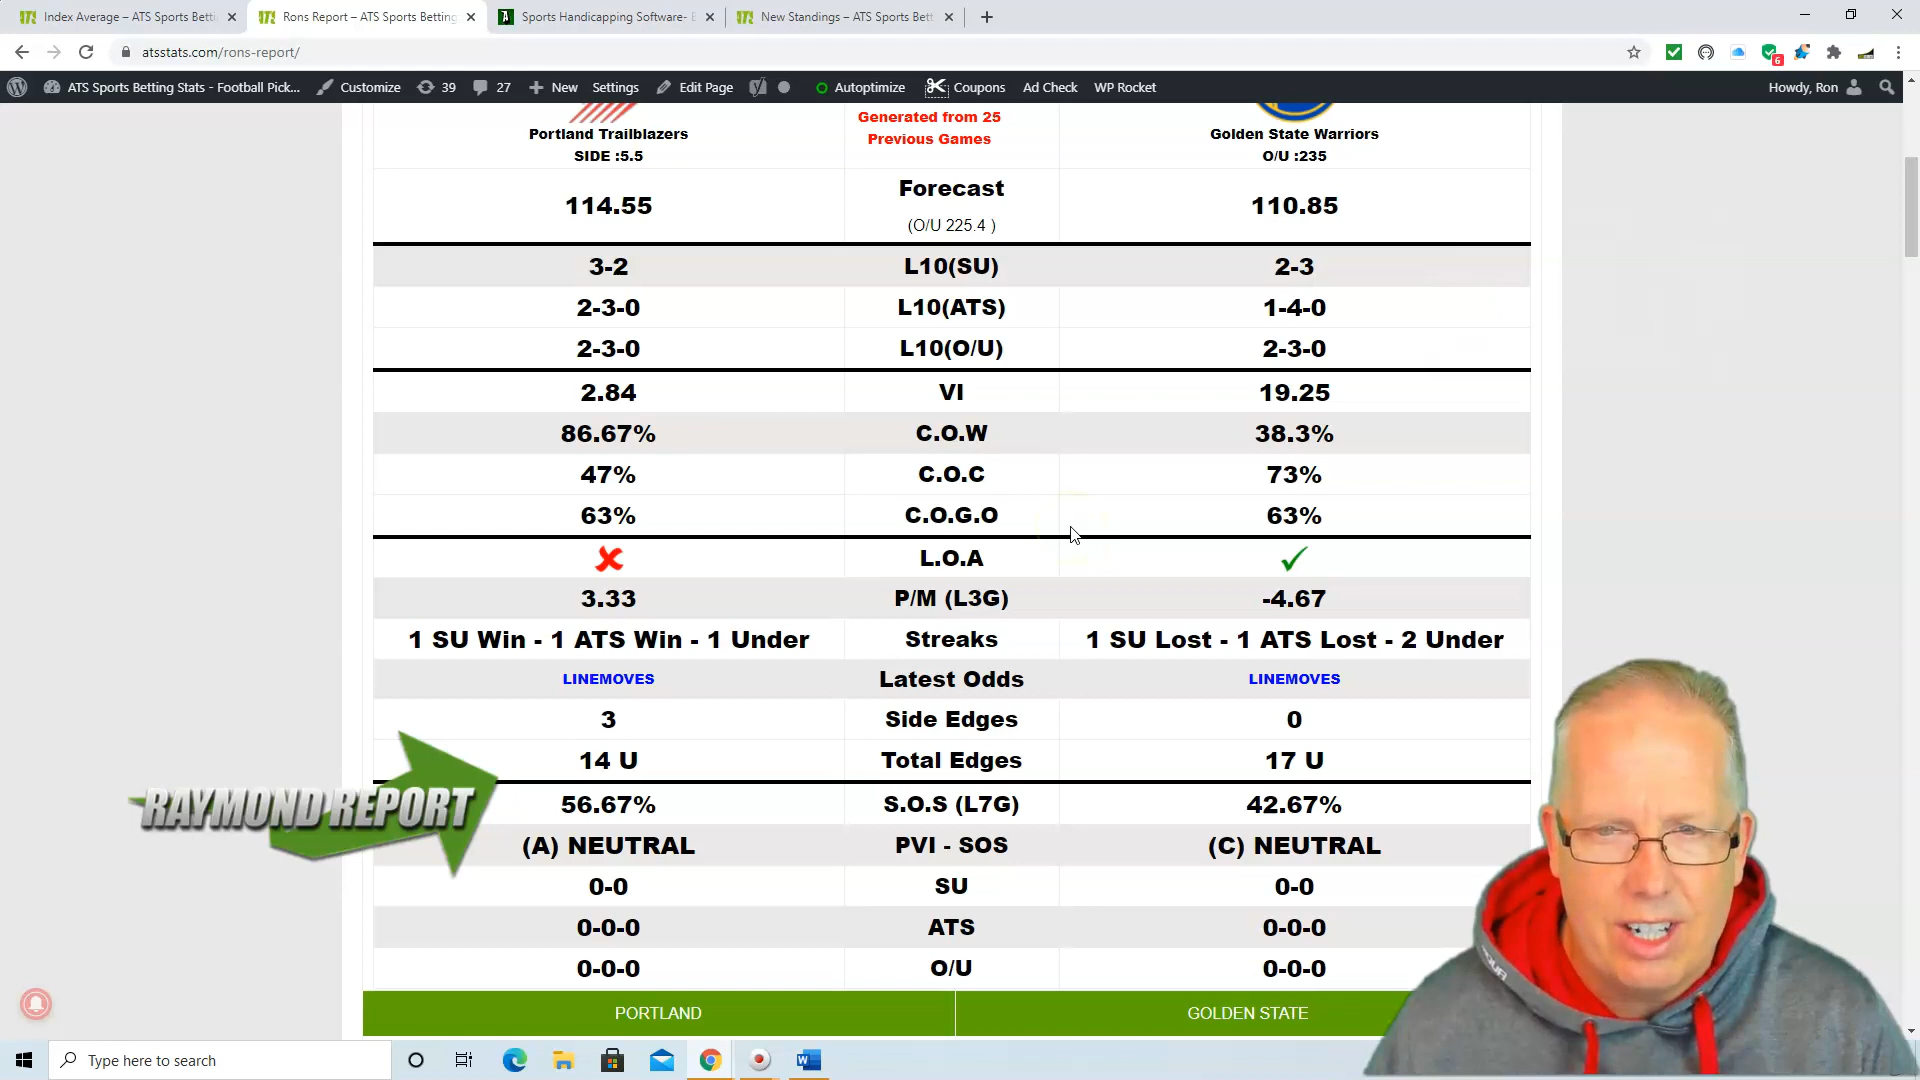 Index Average – ATS Sports Betti
Rons Report – ATS Sports Betting
Sports Handicapping Software- E
New Standings – ATS Sports Bett
atsstats.com/rons-report/
6
ATS Sports Betting Stats - Football Pick...
Customize
39
27
New
Settings
Edit Page
Autoptimize
Coupons
Ad Check
WP Rocket
Howdy, Ron
Portland Trailblazers
SIDE :5.5
Generated from 25
Previous Games
Golden State Warriors
O/U :235
114.55
Forecast
(O/U 225.4 )
110.85
3-2 L10(SU) 2-3
2-3-0 L10(ATS) 1-4-0
2-3-0 L10(O/U) 2-3-0
2.84 VI 19.25
86.67% C.O.W 38.3%
47% C.O.C 73%
63% C.O.G.O 63%
L.O.A
3.33 P/M (L3G) -4.67
1 SU Win - 1 ATS Win - 1 Under Streaks 1 SU Lost - 1 ATS Lost - 2 Under
LINEMOVES Latest Odds LINEMOVES
3 Side Edges 0
14 U Total Edges 17 U
RAYMOND REPORT
56.67% S.O.S (L7G) 42.67%
(A) NEUTRAL PVI - SOS (C) NEUTRAL
0-0 SU 0-0
0-0-0 ATS 0-0-0
0-0-0 O/U 0-0-0
PORTLAND GOLDEN STATE
Type here to search